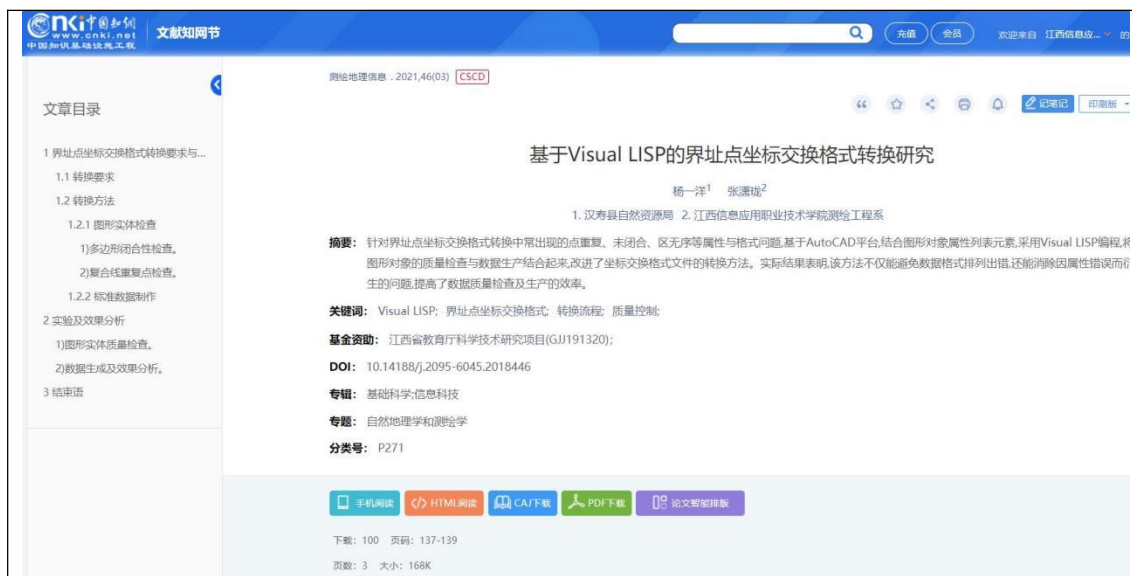 cnki 中国知网
www.cnki.net
中国知识基础设施工程
文献知网节
充值
会员
欢迎来自 江西信息应... 的
文章目录
1 界址点坐标交换格式转换要求与...
1.1 转换要求
1.2 转换方法
1.2.1 图形实体检查
1)多边形闭合性检查。
2)复合线重复点检查。
1.2.2 标准数据制作
2 实验及效果分析
1)图形实体质量检查。
2)数据生成及效果分析。
3 结束语
测绘地理信息 . 2021,46(03) CSCD
记笔记
印刷版
基于Visual LISP的界址点坐标交换格式转换研究
杨一洋1 张潇珑2
1. 汉寿县自然资源局 2. 江西信息应用职业技术学院测绘工程系
摘要: 针对界址点坐标交换格式转换中常出现的点重复、未闭合、区无序等属性与格式问题,基于AutoCAD平台,结合图形对象属性列表元素,采用Visual LISP编程,将
图形对象的质量检查与数据生产结合起来,改进了坐标交换格式文件的转换方法。实际结果表明,该方法不仅能避免数据格式排列出错,还能消除因属性错误而衍
生的问题,提高了数据质量检查及生产的效率。
关键词: Visual LISP; 界址点坐标交换格式; 转换流程; 质量控制;
基金资助: 江西省教育厅科学技术研究项目(GJJ191320);
DOI: 10.14188/j.2095-6045.2018446
专辑: 基础科学;信息科技
专题: 自然地理学和测绘学
分类号: P271
手机阅读
HTML阅读
CAJ下载
PDF下载
论文智能排版
下载: 100 页码: 137-139
页数: 3 大小: 168K